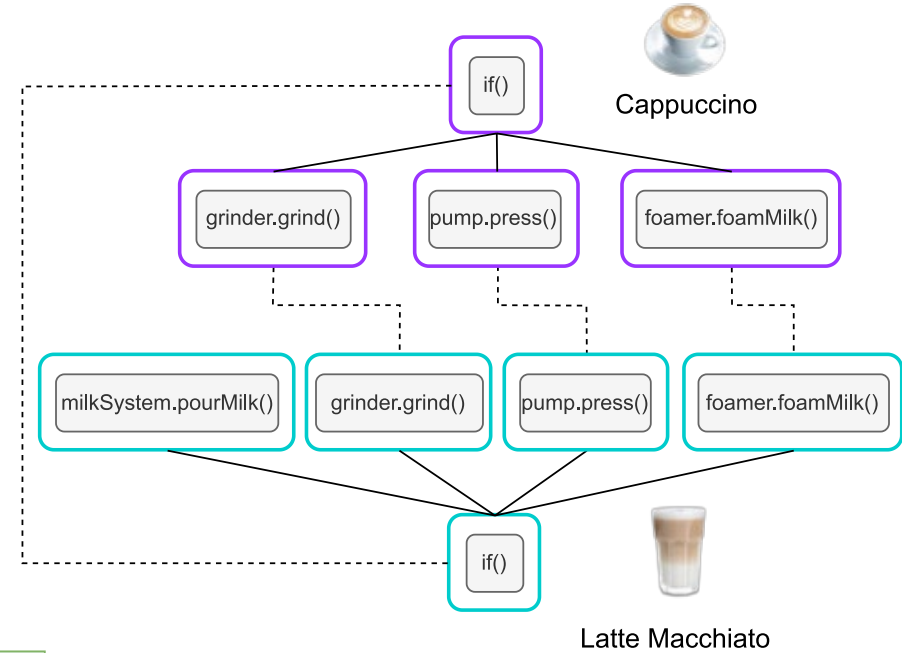 if()
Cappuccino
grinder.grind()
pump.press()
foamer.foamMilk()
milkSystem.pourMilk()
grinder.grind()
pump.press()
foamer.foamMilk()
if()
Latte Macchiato